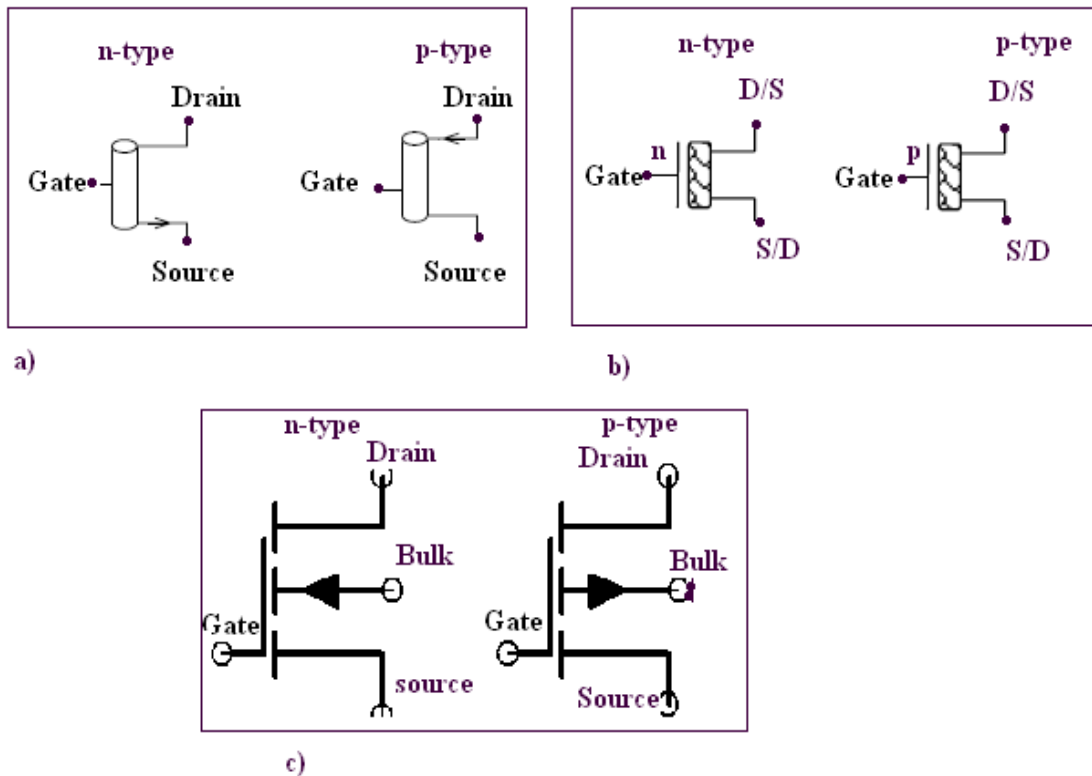 n-type
p-type
Drain
Drain
Gate
Gate
Source
Source
a)
n-type
p-type
D/S
D/S
n
p
Gate
Gate
S/D
S/D
b)
n-type
p-type
Drain
Drain
Bulk
Bulk
Gate
Gate
source
Source
c)